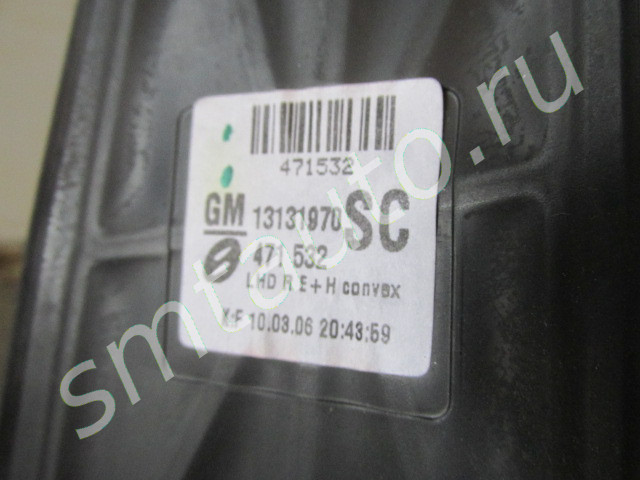 471532
GM 13131970 SC
471 532
LHD R E+H convex
X-F 10.03.06 20:43:59
smtauto.ru